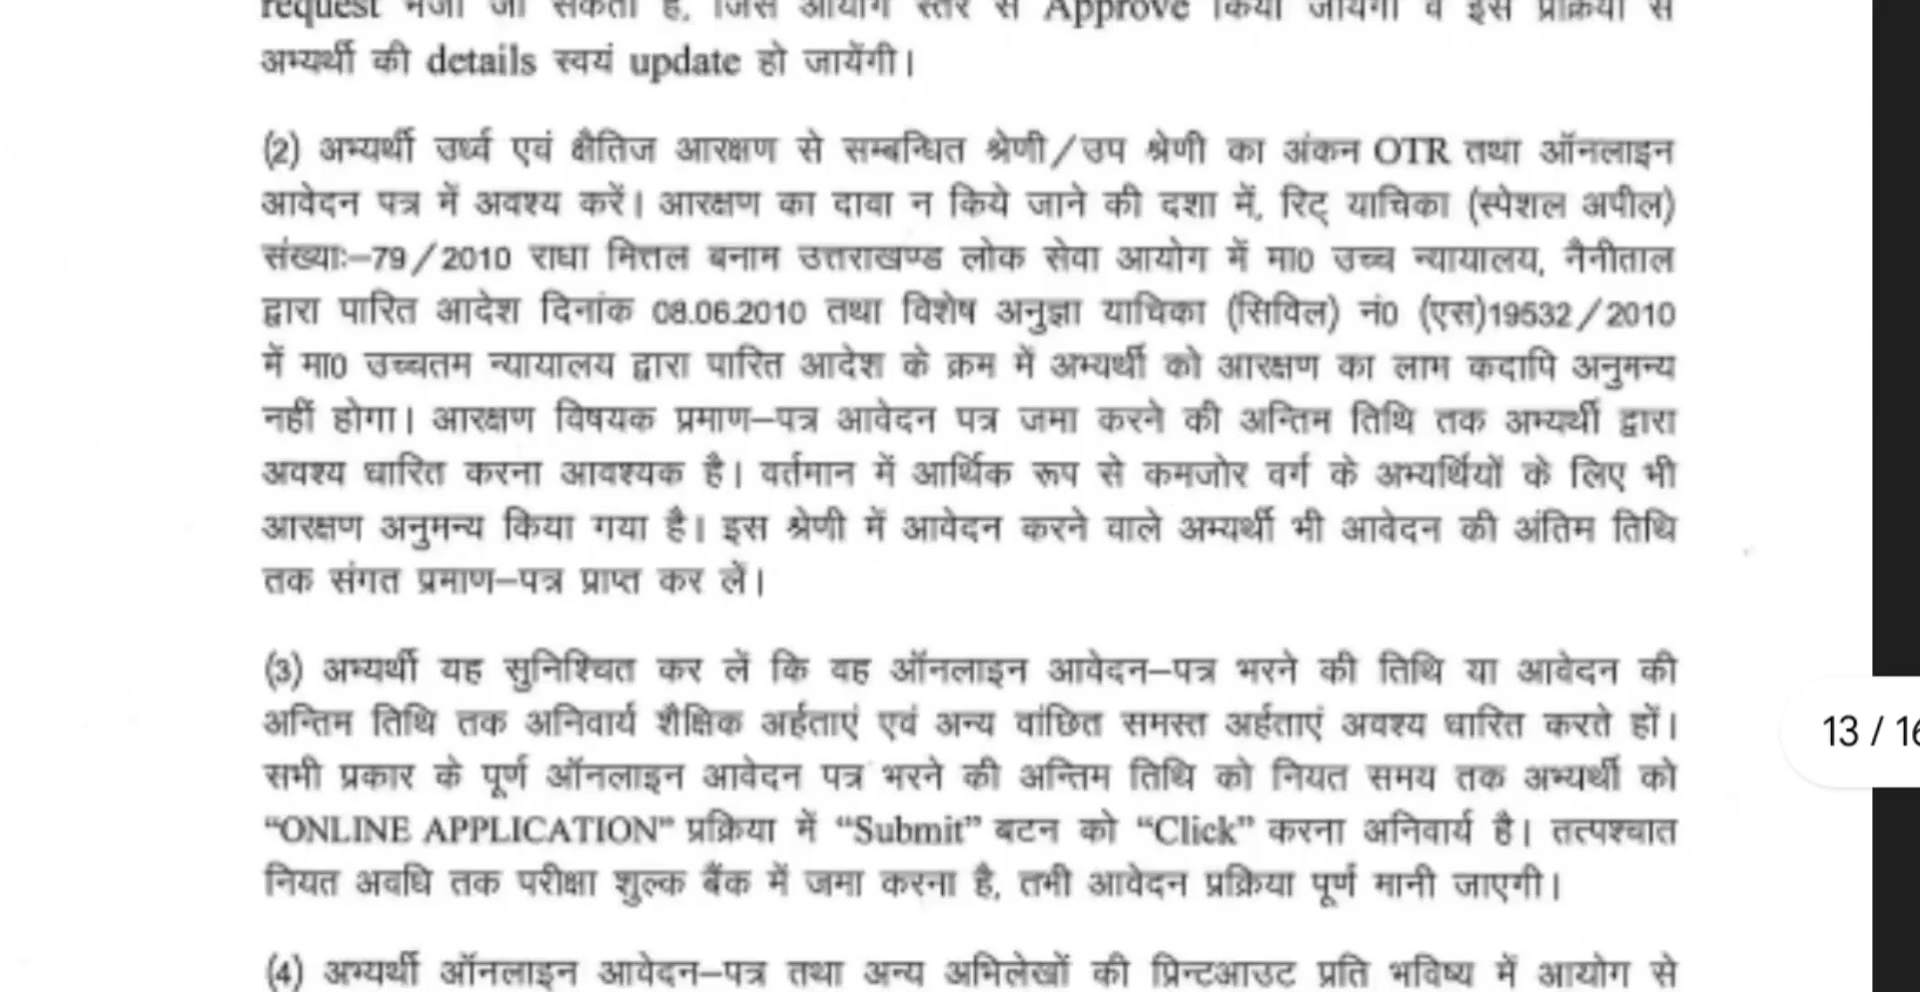 request भेजी जा सकती है, जिसे आयोग स्तर से Approve किया जायेगा व इस प्रक्रिया से
अभ्यर्थी की details स्वयं update हो जायेंगी।
(2) अभ्यर्थी उर्ध्व एवं क्षैतिज आरक्षण से सम्बन्धित श्रेणी/उप श्रेणी का अंकन OTR तथा ऑनलाइन
आवेदन पत्र में अवश्य करें। आरक्षण का दावा न किये जाने की दशा में, रिट् याचिका (स्पेशल अपील)
संख्याः–79/2010 राधा मित्तल बनाम उत्तराखण्ड लोक सेवा आयोग में मा0 उच्च न्यायालय, नैनीताल
द्वारा पारित आदेश दिनांक 08.06.2010 तथा विशेष अनुज्ञा याचिका (सिविल) नं0 (एस)19532/2010
में मा0 उच्चतम न्यायालय द्वारा पारित आदेश के क्रम में अभ्यर्थी को आरक्षण का लाभ कदापि अनुमन्य
नहीं होगा। आरक्षण विषयक प्रमाण–पत्र आवेदन पत्र जमा करने की अन्तिम तिथि तक अभ्यर्थी द्वारा
अवश्य धारित करना आवश्यक है। वर्तमान में आर्थिक रूप से कमजोर वर्ग के अभ्यर्थियों के लिए भी
आरक्षण अनुमन्य किया गया है। इस श्रेणी में आवेदन करने वाले अभ्यर्थी भी आवेदन की अंतिम तिथि
तक संगत प्रमाण–पत्र प्राप्त कर लें।
(3) अभ्यर्थी यह सुनिश्चित कर लें कि वह ऑनलाइन आवेदन–पत्र भरने की तिथि या आवेदन की
अन्तिम तिथि तक अनिवार्य शैक्षिक अर्हताएं एवं अन्य वांछित समस्त अर्हताएं अवश्य धारित करते हों।
सभी प्रकार के पूर्ण ऑनलाइन आवेदन पत्र भरने की अन्तिम तिथि को नियत समय तक अभ्यर्थी को
“ONLINE APPLICATION” प्रक्रिया में “Submit” बटन को “Click” करना अनिवार्य है। तत्पश्चात
नियत अवधि तक परीक्षा शुल्क बैंक में जमा करना है, तभी आवेदन प्रक्रिया पूर्ण मानी जाएगी।
(4) अभ्यर्थी ऑनलाइन आवेदन–पत्र तथा अन्य अभिलेखों की प्रिन्टआउट प्रति भविष्य में आयोग से
13 / 16